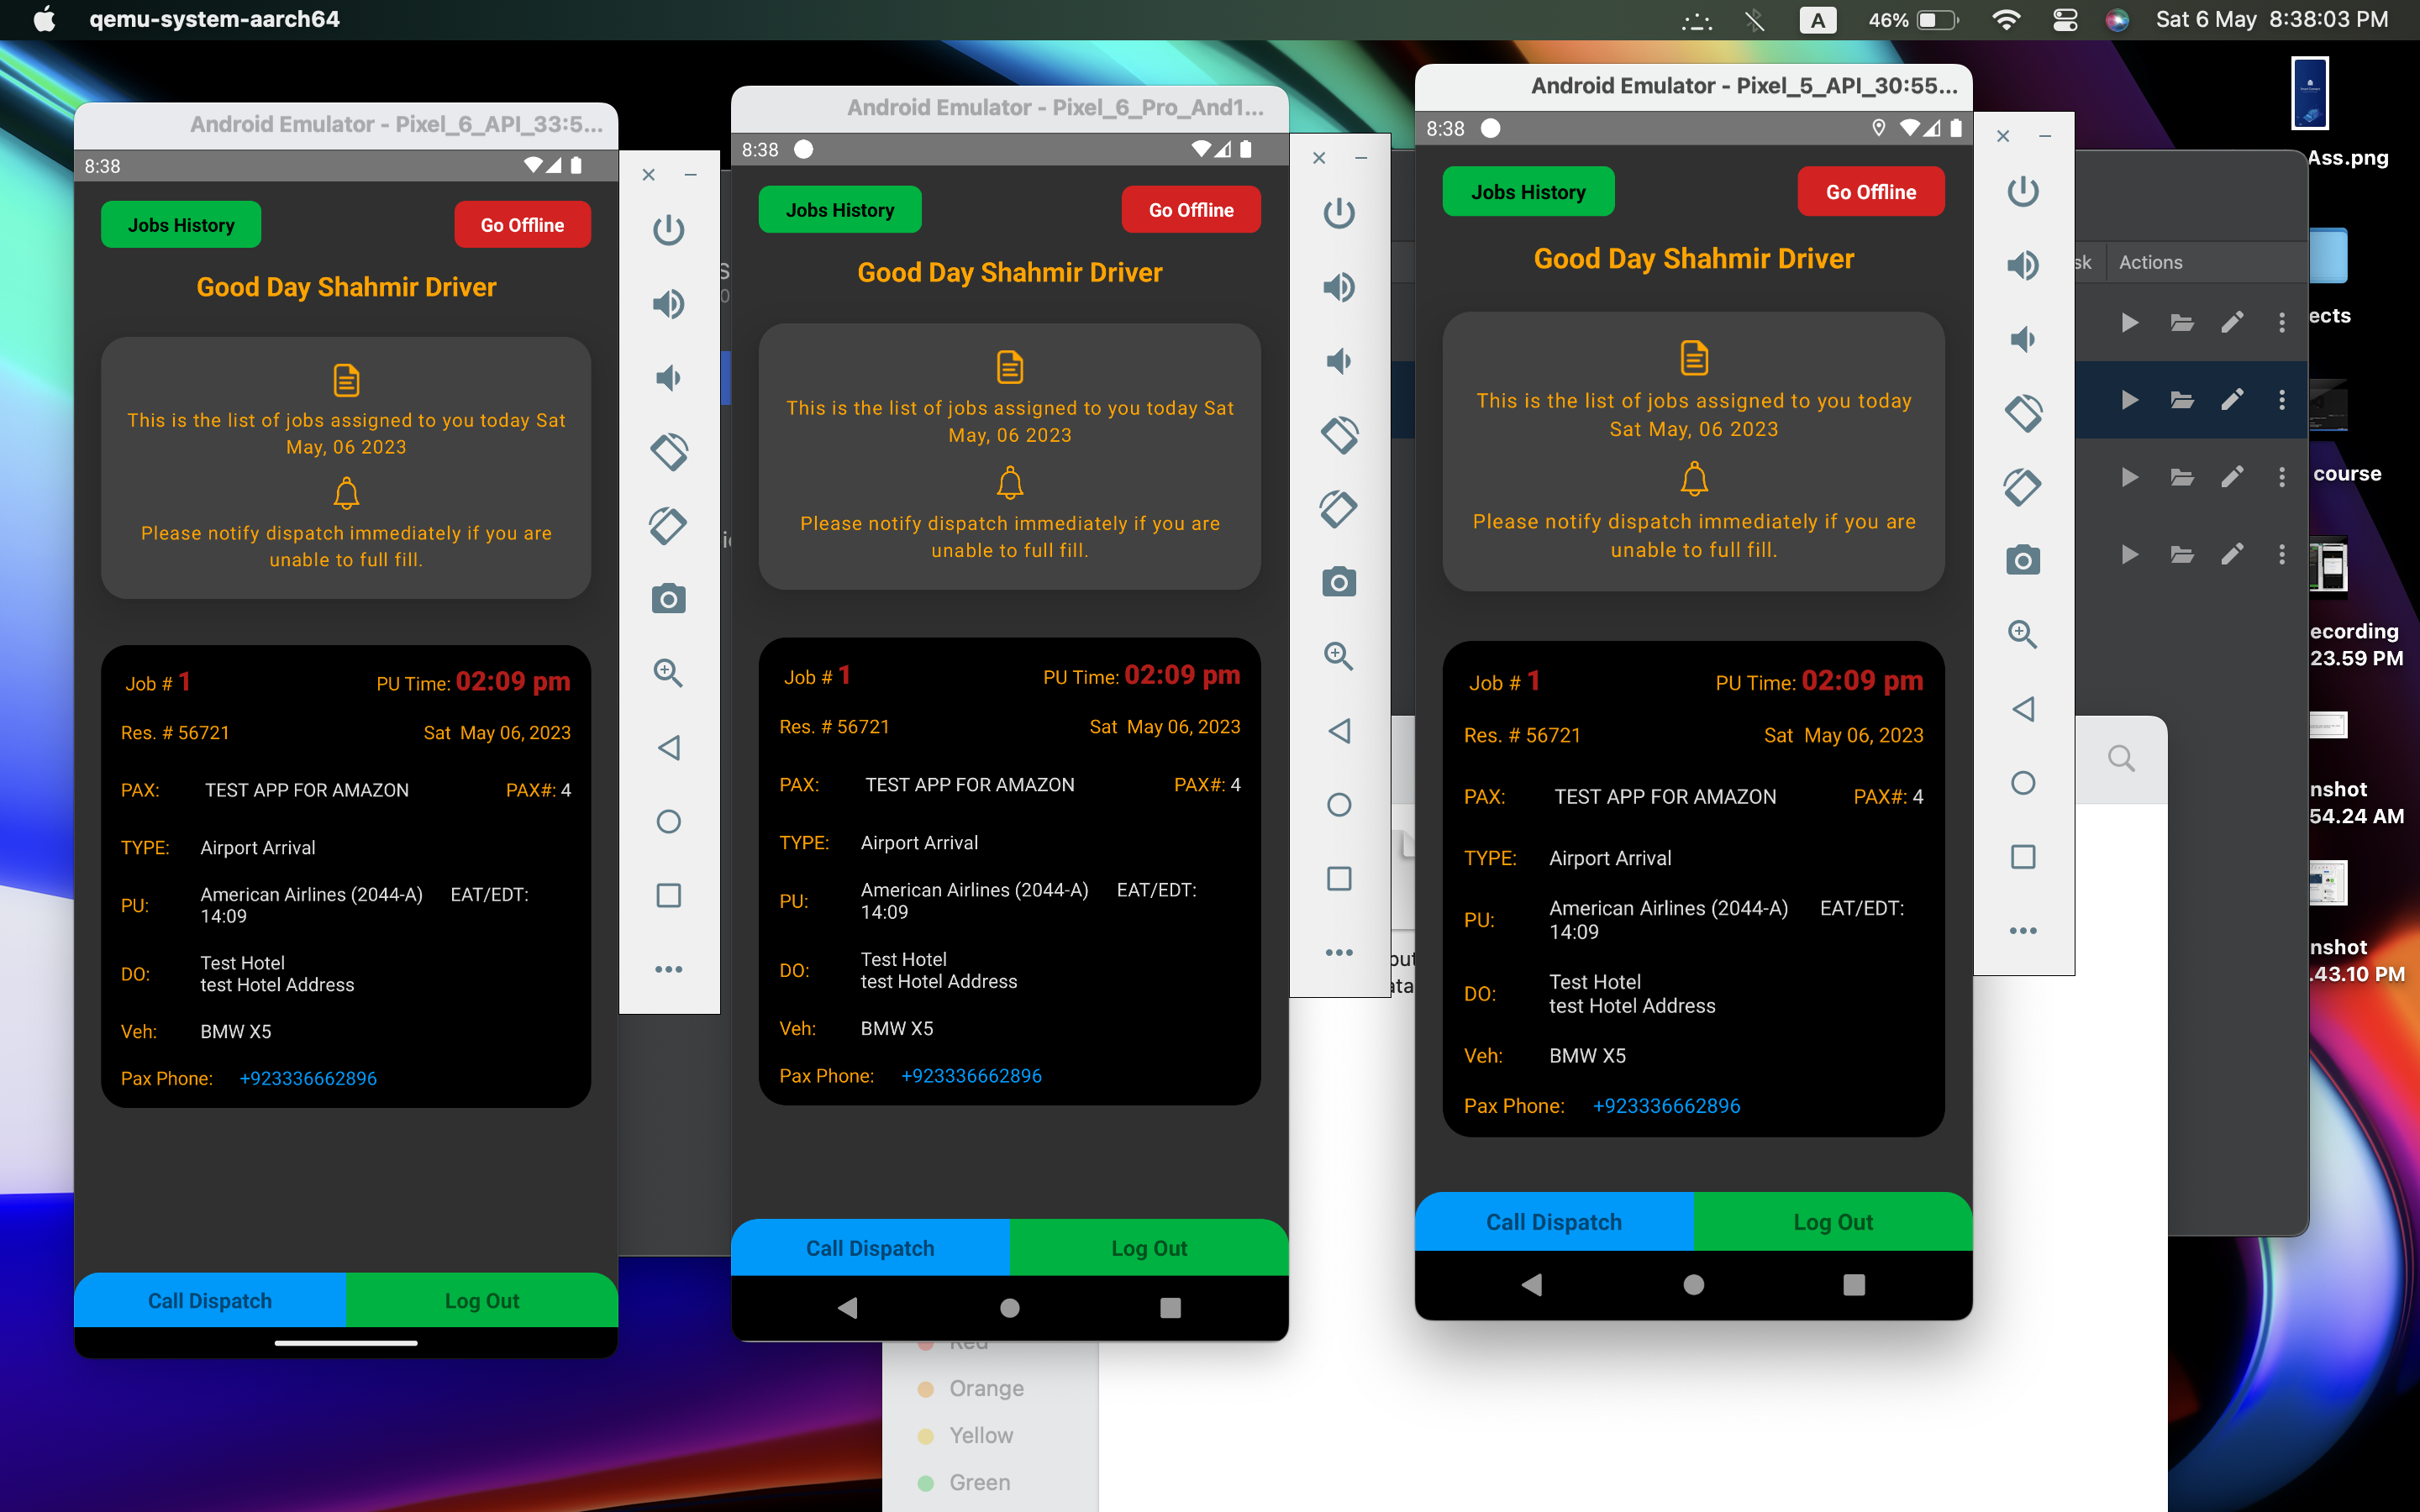 qemu-system-aarch64
A
46%
Sat 6 May 8:38:03 PM
Android Emulator - Pixel_6_API_33:5...
8:38
Jobs History
Go Offline
Good Day Shahmir Driver
This is the list of jobs assigned to you today Sat
May, 06 2023
Please notify dispatch immediately if you are
unable to full fill.
Job # 1
PU Time: 02:09 pm
Res. # 56721
Sat May 06, 2023
PAX: TEST APP FOR AMAZON PAX#: 4
TYPE: Airport Arrival
PU: American Airlines (2044-A) EAT/EDT:
14:09
DO: Test Hotel
test Hotel Address
Veh: BMW X5
Pax Phone: +923336662896
Call Dispatch
Log Out
Android Emulator - Pixel_6_Pro_And1...
8:38
Jobs History
Go Offline
Good Day Shahmir Driver
This is the list of jobs assigned to you today Sat
May, 06 2023
Please notify dispatch immediately if you are
unable to full fill.
Job # 1
PU Time: 02:09 pm
Res. # 56721
Sat May 06, 2023
PAX: TEST APP FOR AMAZON PAX#: 4
TYPE: Airport Arrival
PU: American Airlines (2044-A) EAT/EDT:
14:09
DO: Test Hotel
test Hotel Address
Veh: BMW X5
Pax Phone: +923336662896
Call Dispatch
Log Out
Android Emulator - Pixel_5_API_30:55...
8:38
Jobs History
Go Offline
Good Day Shahmir Driver
This is the list of jobs assigned to you today
Sat May, 06 2023
Please notify dispatch immediately if you are
unable to full fill.
Job # 1
PU Time: 02:09 pm
Res. # 56721
Sat May 06, 2023
PAX: TEST APP FOR AMAZON PAX#: 4
TYPE: Airport Arrival
PU: American Airlines (2044-A) EAT/EDT:
14:09
DO: Test Hotel
test Hotel Address
Veh: BMW X5
Pax Phone: +923336662896
Call Dispatch
Log Out
sk
Actions
Ass.png
ects
course
ecording
23.59 PM
nshot
54.24 AM
nshot
.43.10 PM
Red
Orange
Yellow
Green